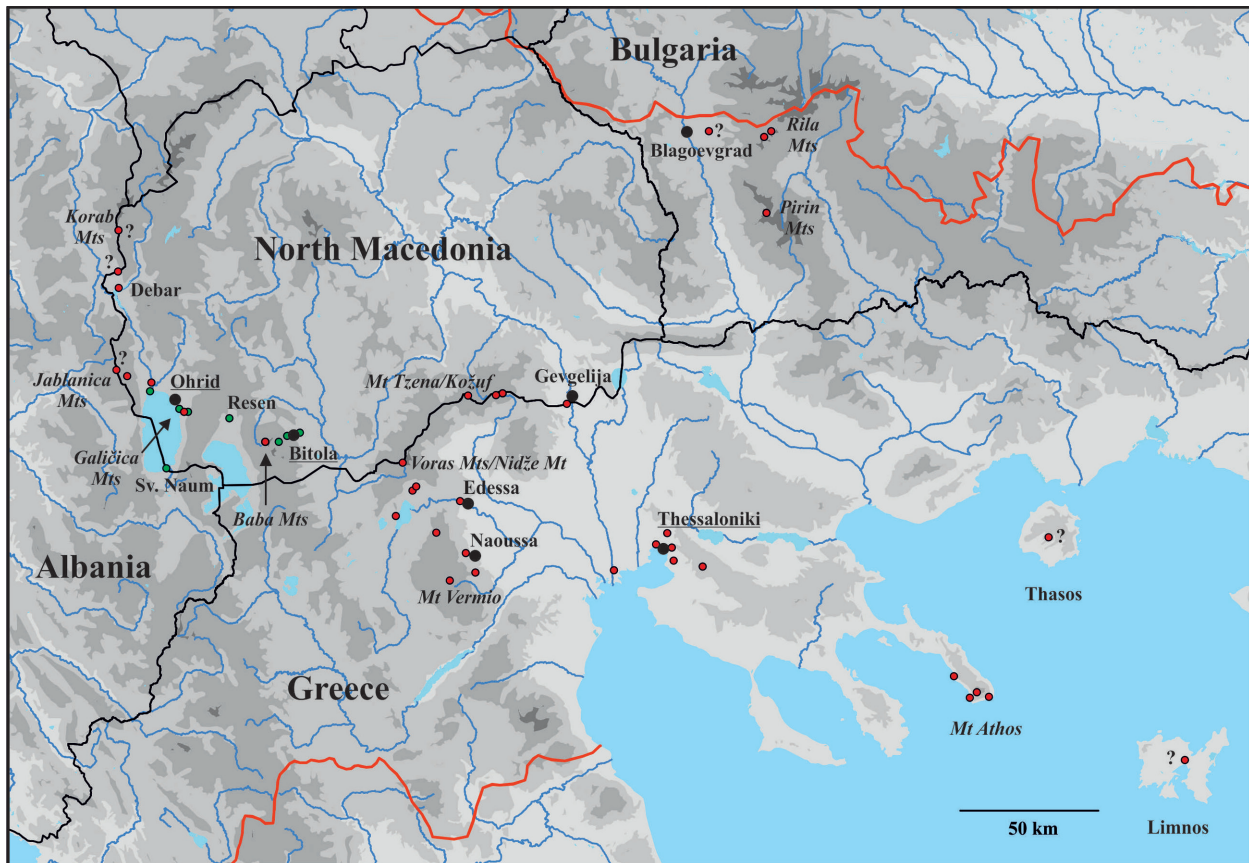 Bulgaria
?
Blagoevgrad
Rila
Mts
Korab
Mts
?
Pirin
Mts
North Macedonia
?
Debar
?
Jablanica
Mts
Ohrid
Mt Tzena/Kožuf
Gevgelija
Resen
Galičica
Mts
Bitola
Sv. Naum
Baba Mts
Voras Mts/Nidže Mt
Edessa
Thessaloniki
Naoussa
?
Albania
Mt Vermio
Thasos
Greece
Mt Athos
?
50 km
Limnos